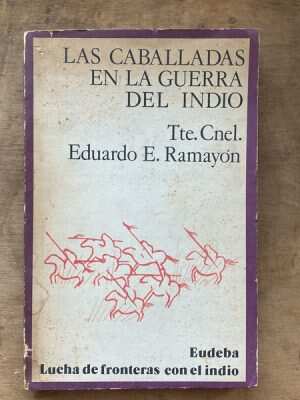 LAS CABALLADAS
EN LA GUERRA
DEL INDIO
Tte. Cnel.
Eduardo E. Ramayón
Eudeba
Lucha de fronteras con el indio